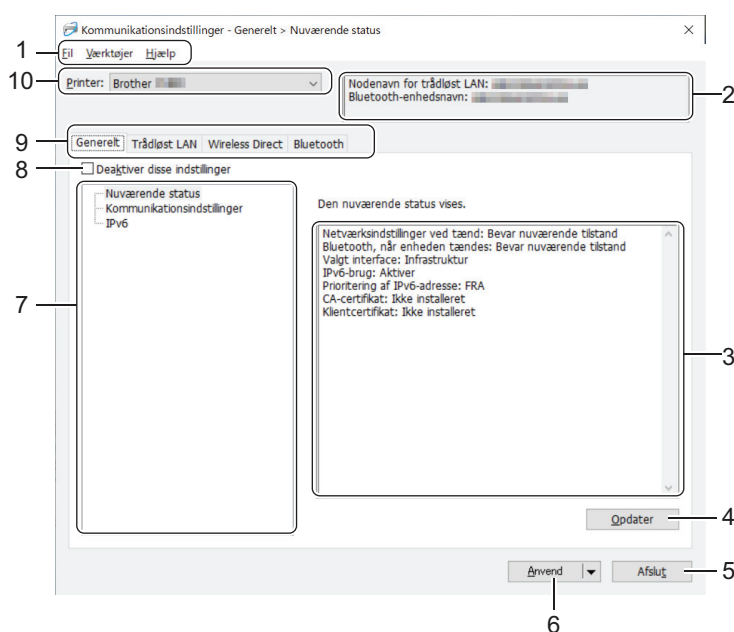 Kommunikationsindstillinger - Generelt > Nuværende status
1
Fil Værktøjer Hjælp
10
Printer: Brother
Nodenavn for trådløst LAN:
Bluetooth-enhedsnavn:
2
9
Generelt Trådløst LAN Wireless Direct Bluetooth
8
Deaktiver disse indstillinger
Nuværende status
Kommunikationsindstillinger
IPv6
7
Den nuværende status vises.
Netværksindstillinger ved tænd: Bevar nuværende tilstand
Bluetooth, når enheden tændes: Bevar nuværende tilstand
Valgt interface: Infrastruktur
IPv6-brug: Aktiver
Prioritering af IPv6-adresse: FRA
CA-certifikat: Ikke installeret
Klientcertifikat: Ikke installeret
3
Opdater
4
Anvend
Afslut
5
6